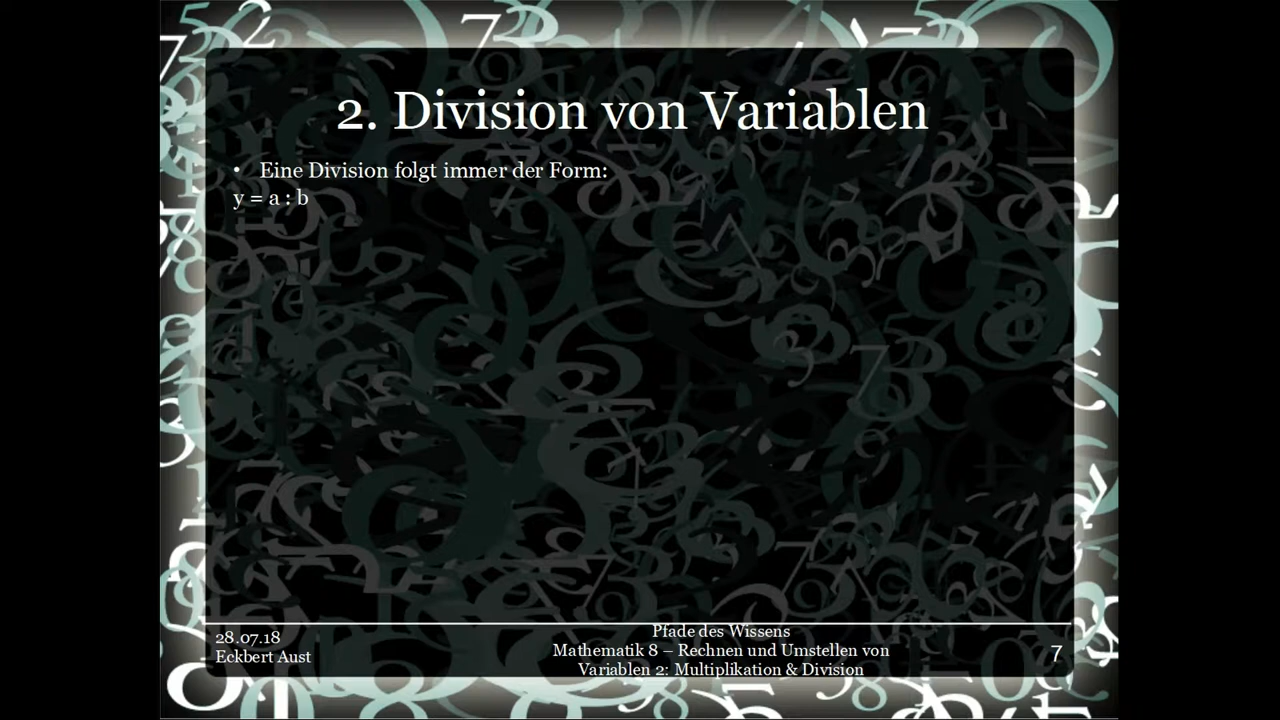 2. Division von Variablen
• Eine Division folgt immer der Form:
y = a : b
28.07.18
Eckbert Aust
Pfade des Wissens
Mathematik 8 – Rechnen und Umstellen von
Variablen 2: Multiplikation & Division
7